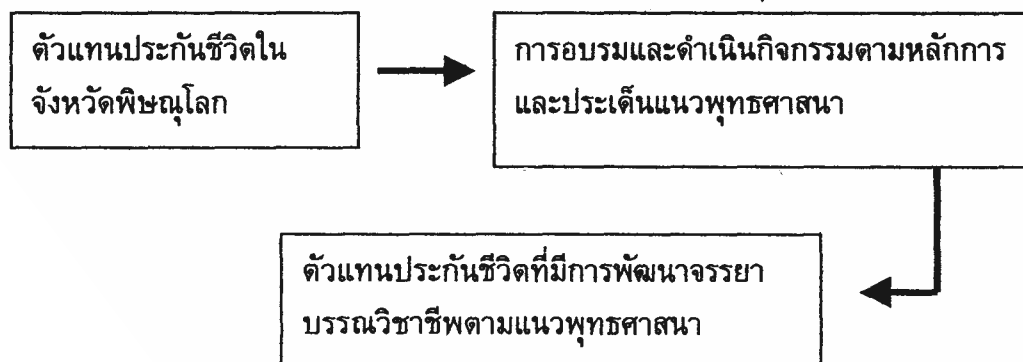 ตัวแทนประกันชีวิตใน
จังหวัดพิษณุโลก
การอบรมและดำเนินกิจกรรมตามหลักการ
และประเด็นแนวพุทธศาสนา
ตัวแทนประกันชีวิตที่มีการพัฒนาจรรยา
บรรณวิชาชีพตามแนวพุทธศาสนา